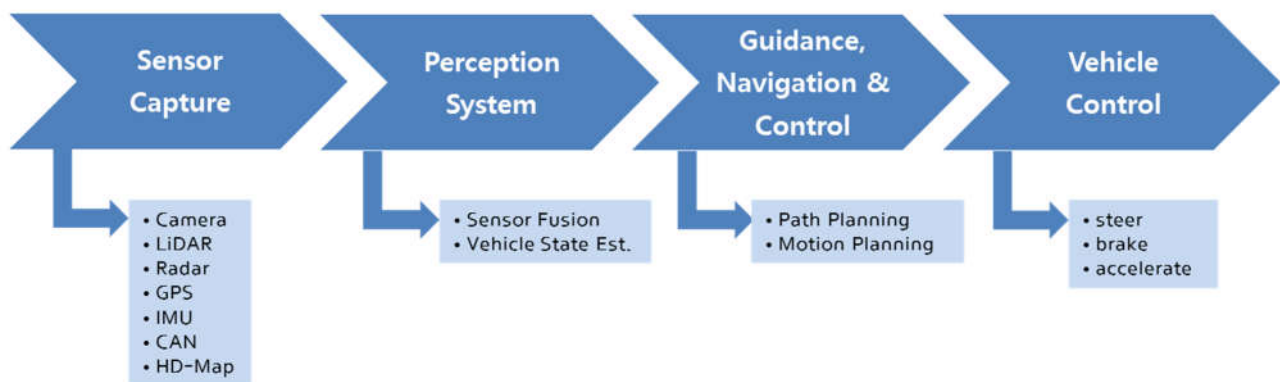 Sensor
Capture
• Camera
• LiDAR
• Radar
• GPS
• IMU
• CAN
• HD-Map
Perception
System
• Sensor Fusion
• Vehicle State Est.
Guidance,
Navigation &
Control
• Path Planning
• Motion Planning
Vehicle
Control
• steer
• brake
• accelerate